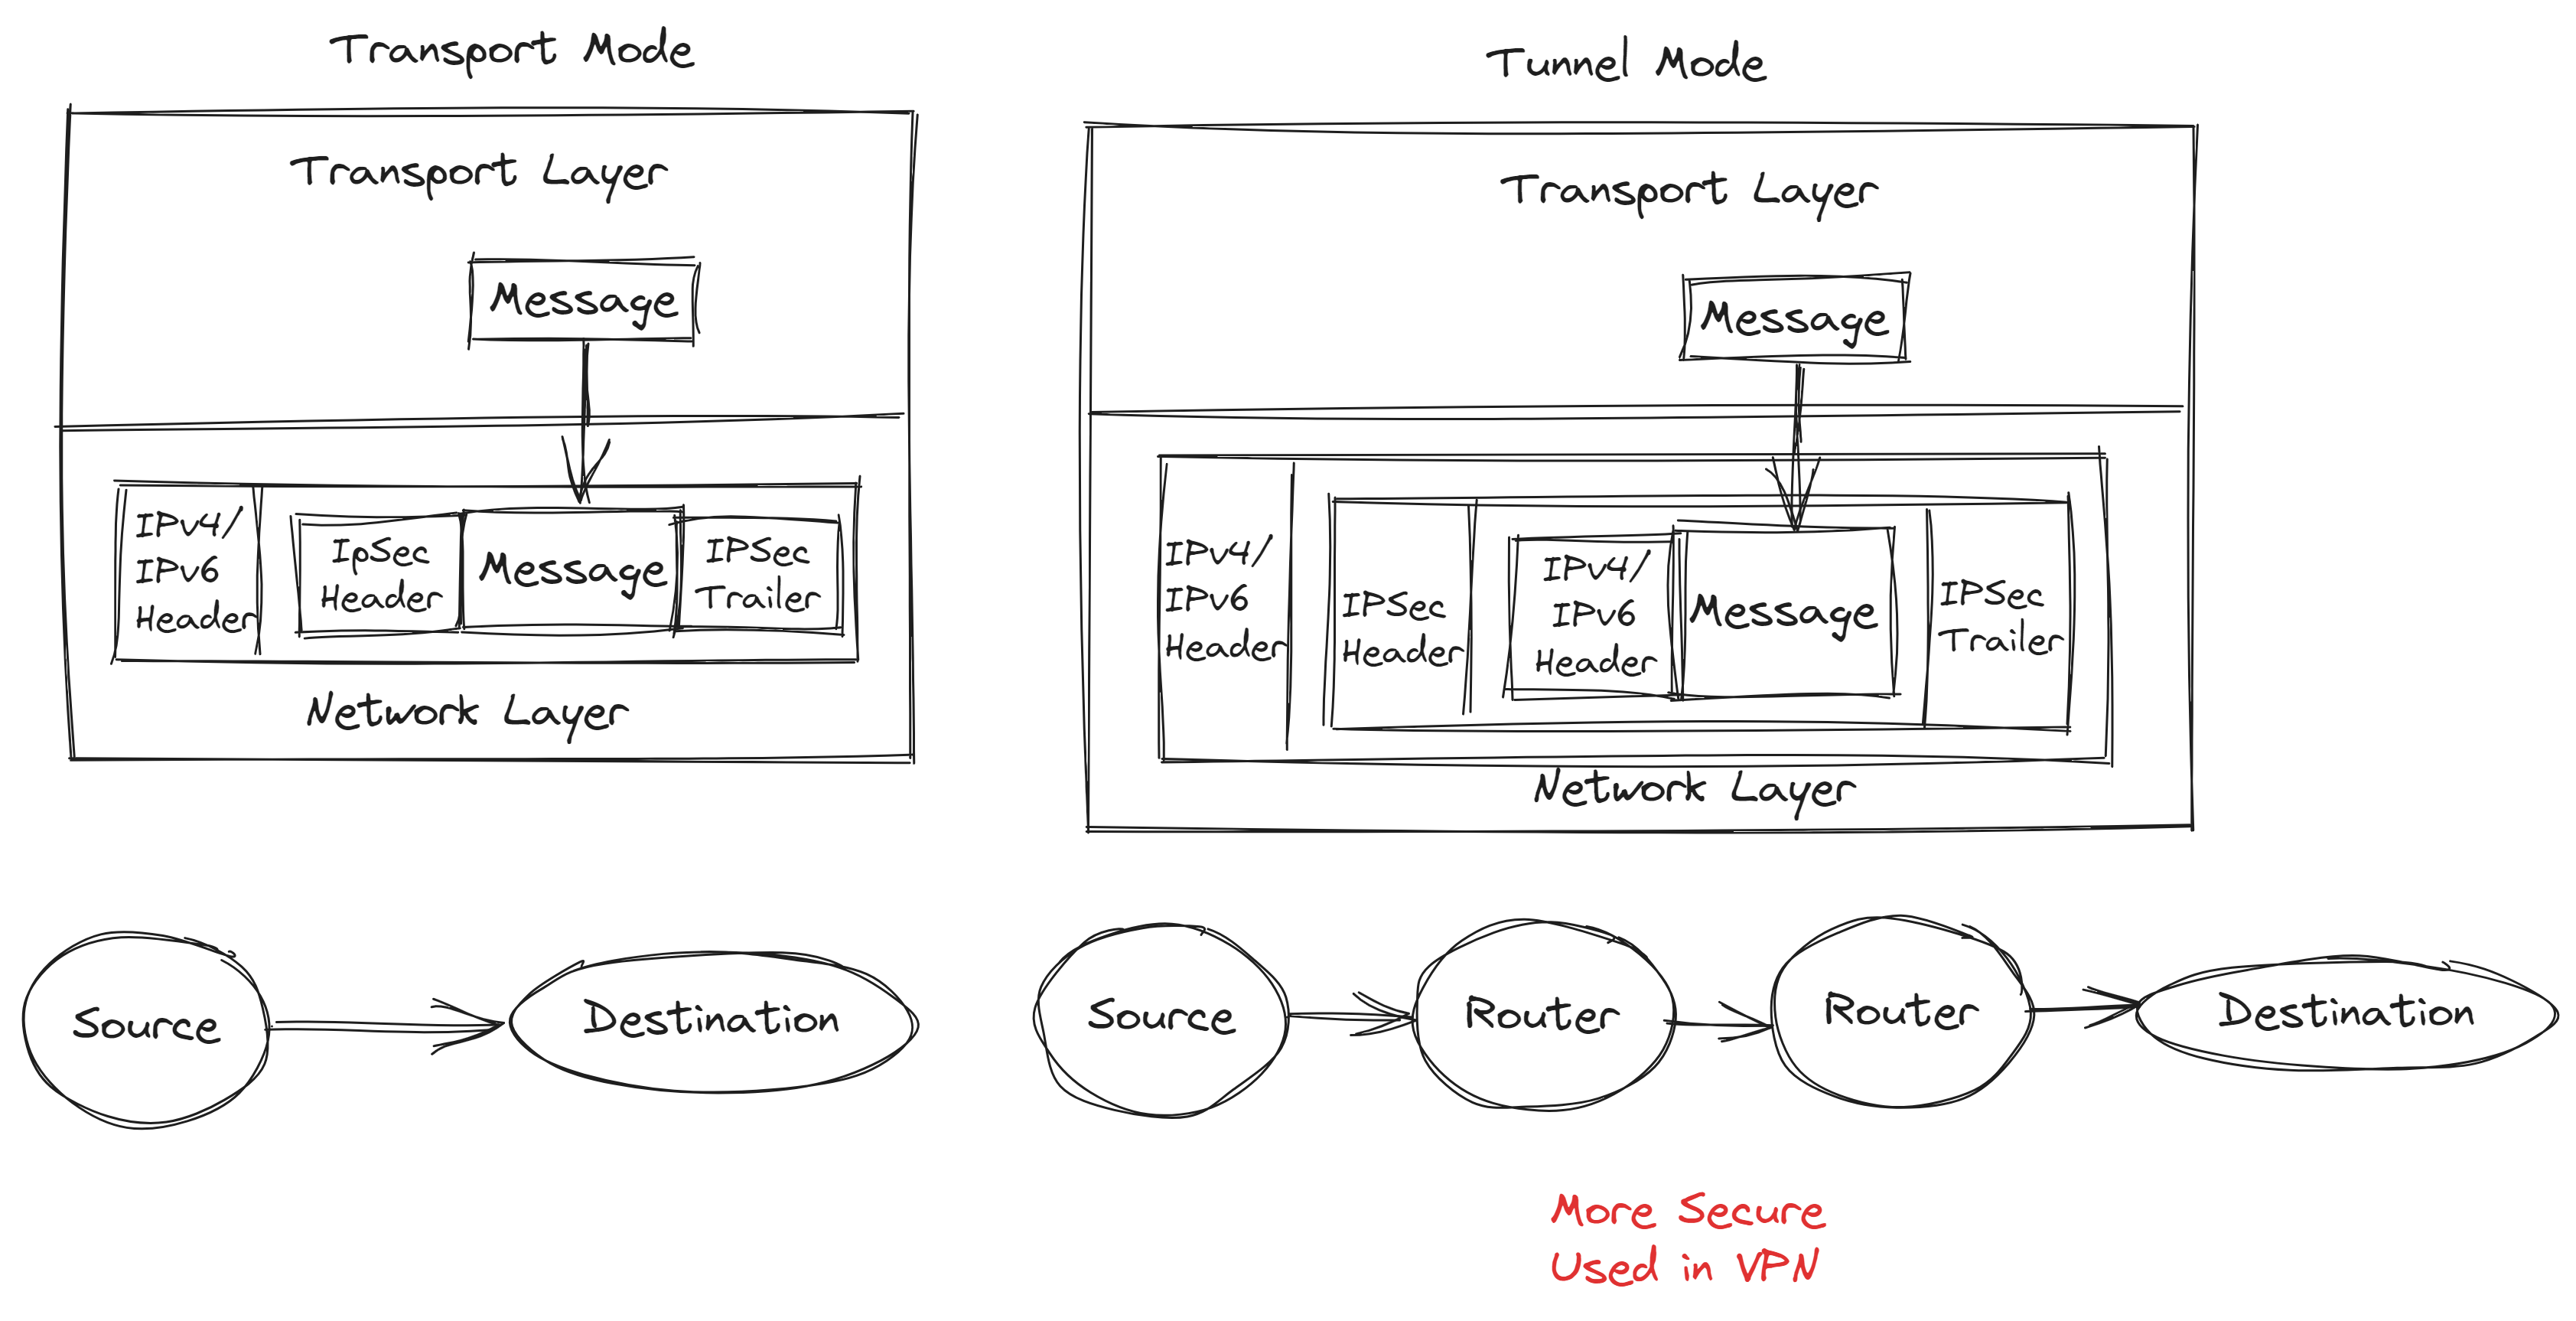 Transport Mode
Transport Layer
Message
IPv4/
IPv6
Header
IpSec
Header
Message
IPSec
Trailer
Network Layer
Source
Destination
Tunnel Mode
Transport Layer
Message
IPv4/
IPv6
Header
IPSec
Header
IPv4/
IPv6
Header
Message
IPSec
Trailer
Network Layer
Source
Router
Router
Destination
More Secure
Used in VPN